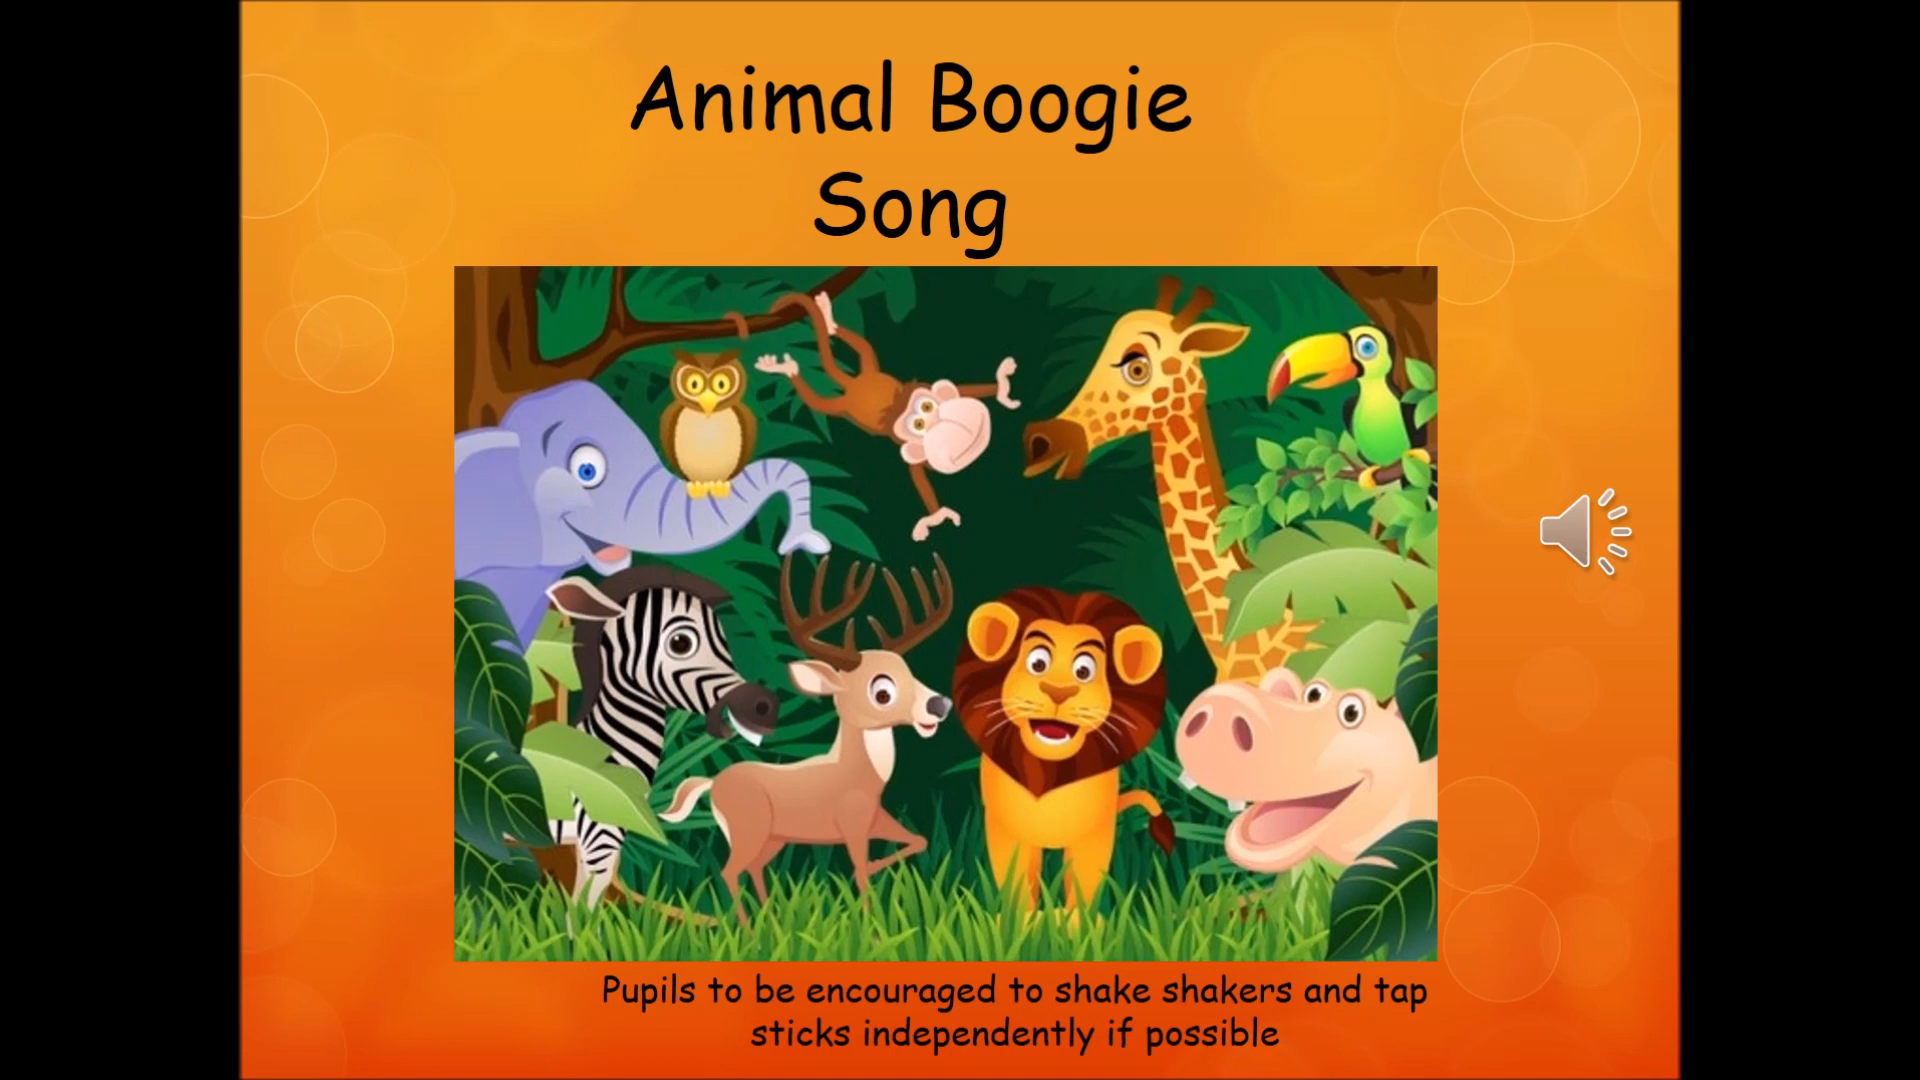 Animal Boogie
Song
Pupils to be encouraged to shake shakers and tap
sticks independently if possible